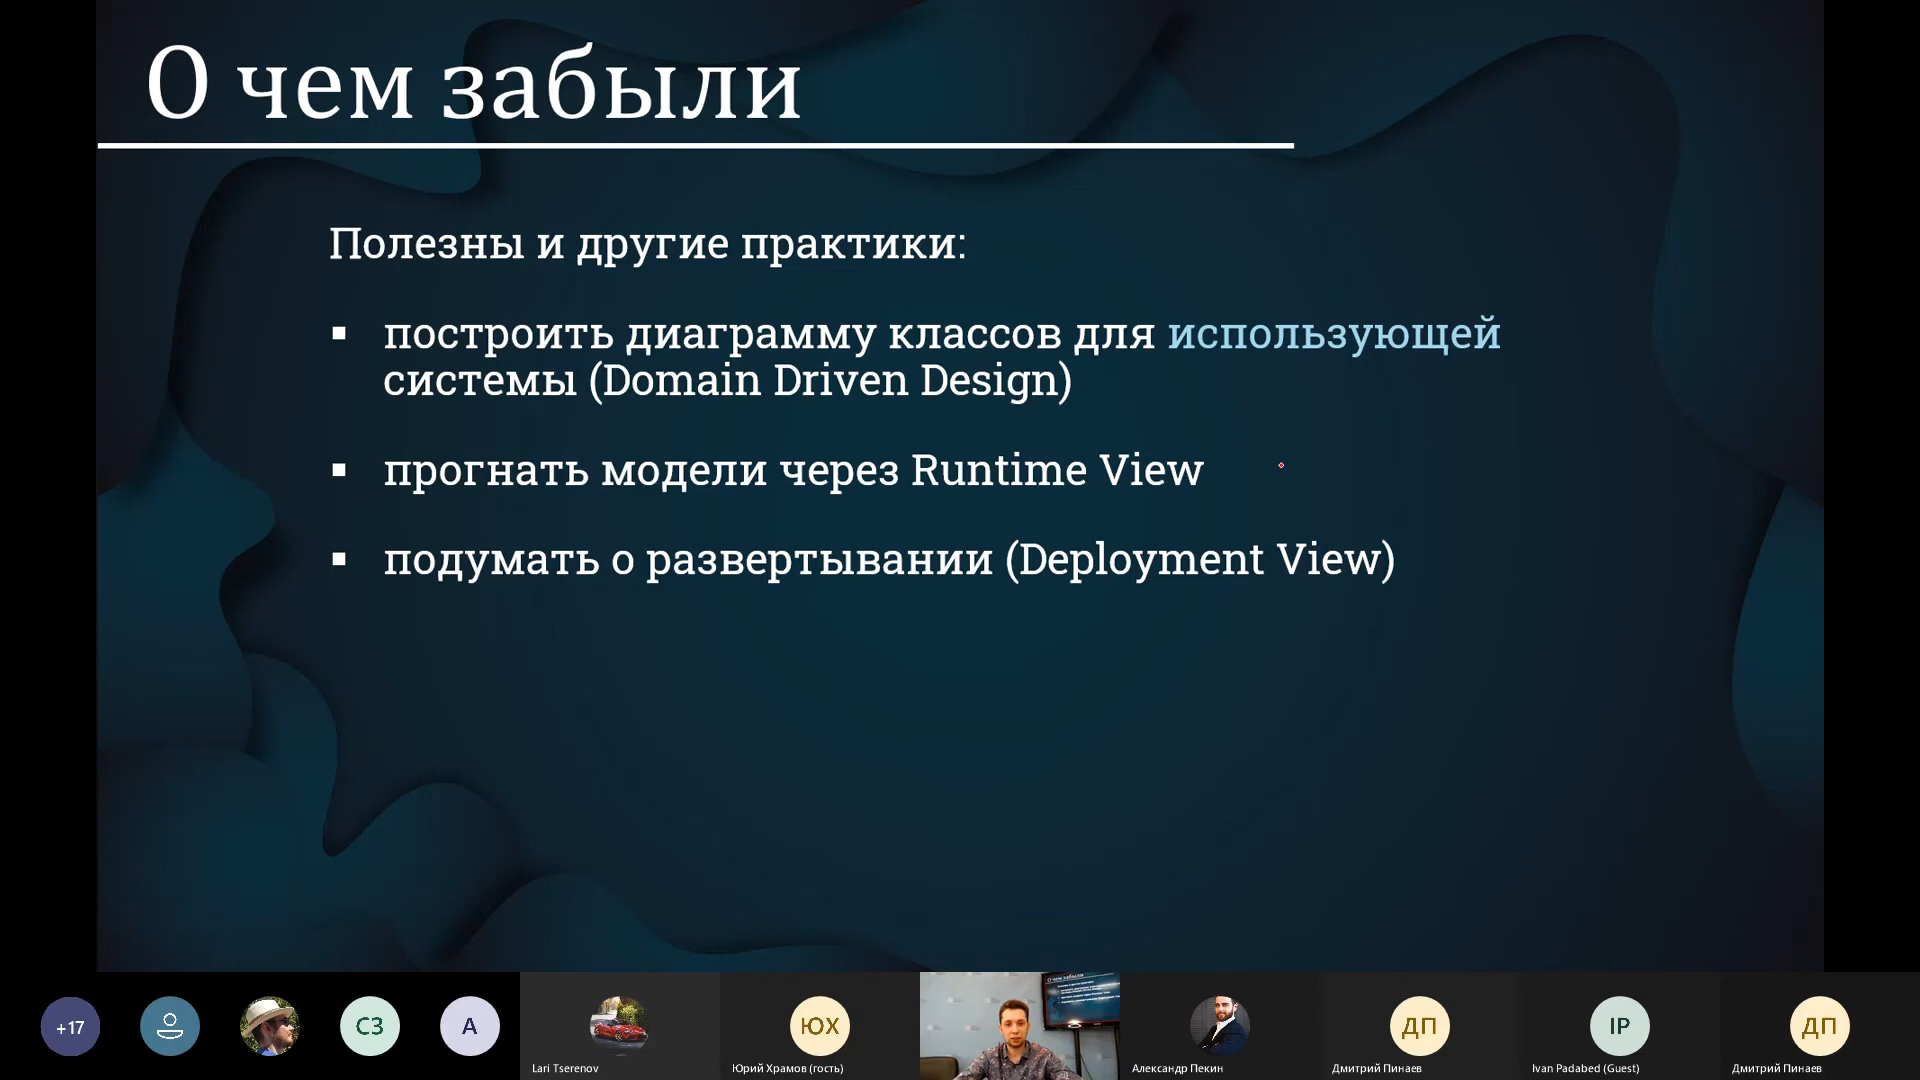 О чем забыли
Полезны и другие практики:
▪ построить диаграмму классов для использующей
системы (Domain Driven Design)
▪ прогнать модели через Runtime View
▪ подумать о развертывании (Deployment View)
+17
СЗ
А
ЮХ
ДП
IP
ДП
Lari Tserenov
Юрий Храмов (гость)
Александр Пекин
Дмитрий Пинаев
Ivan Padabed (Guest)
Дмитрий Пинаев